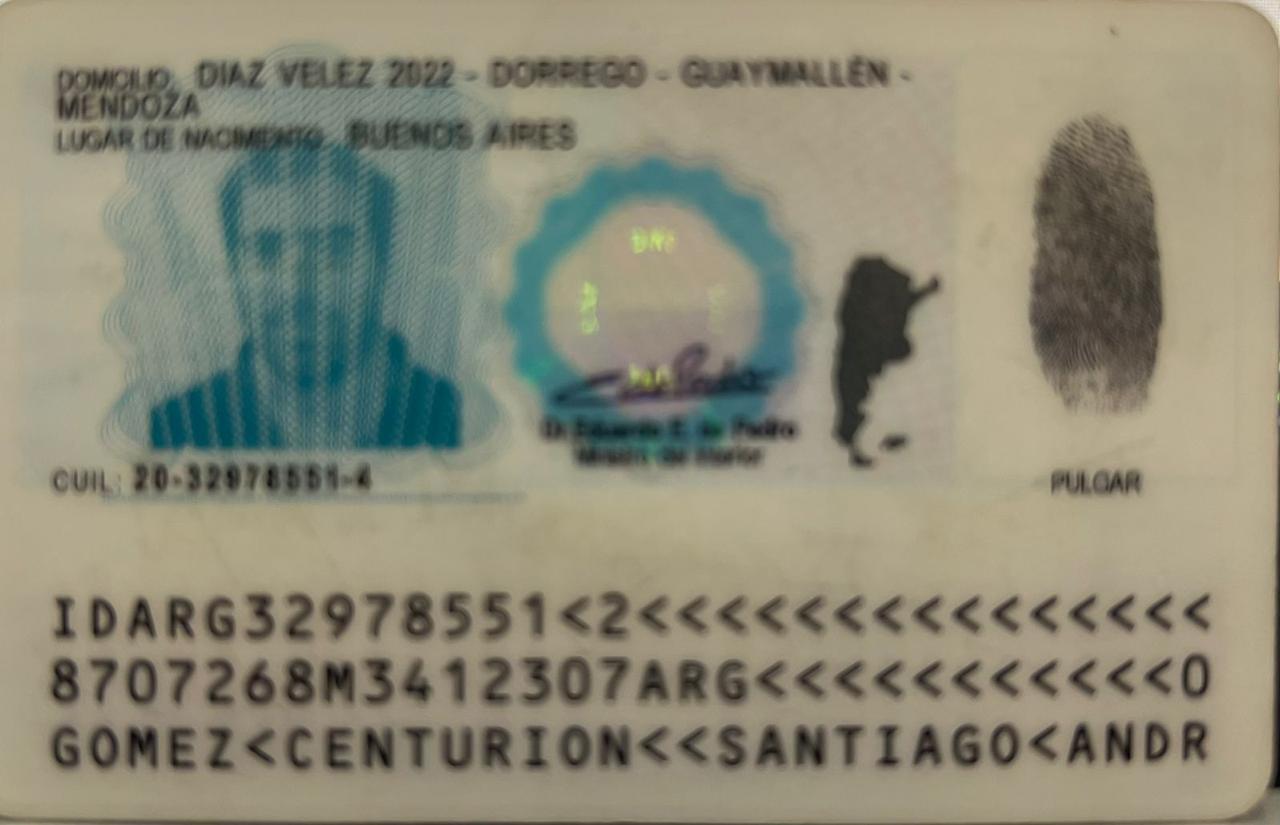 DOMICILIO: DIAZ VELEZ 2022 - DORREGO - GUAYMALLÉN -
MENDOZA
LUGAR DE NACIMIENTO: BUENOS AIRES
DNI
Dr. Eduardo E. de Pedro
Ministro del Interior
CUIL: 20-32978551-4
PULGAR
IDARG32978551<2<<<<<<<<<<<<<<<
8707268M3412307ARG<<<<<<<<<<<0
GOMEZ<CENTURION<<SANTIAGO<ANDR